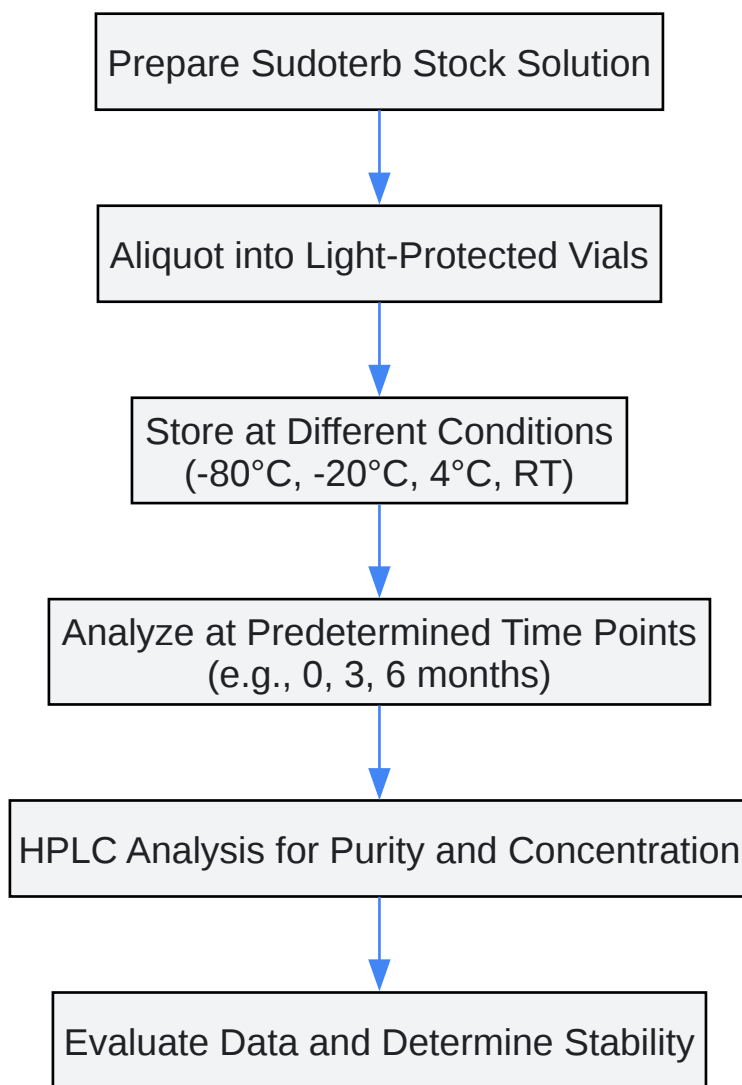 Prepare Sudoterb Stock Solution
Aliquot into Light-Protected Vials
Store at Different Conditions
(-80°C, -20°C, 4°C, RT)
Analyze at Predetermined Time Points
(e.g., 0, 3, 6 months)
HPLC Analysis for Purity and Concentration
Evaluate Data and Determine Stability